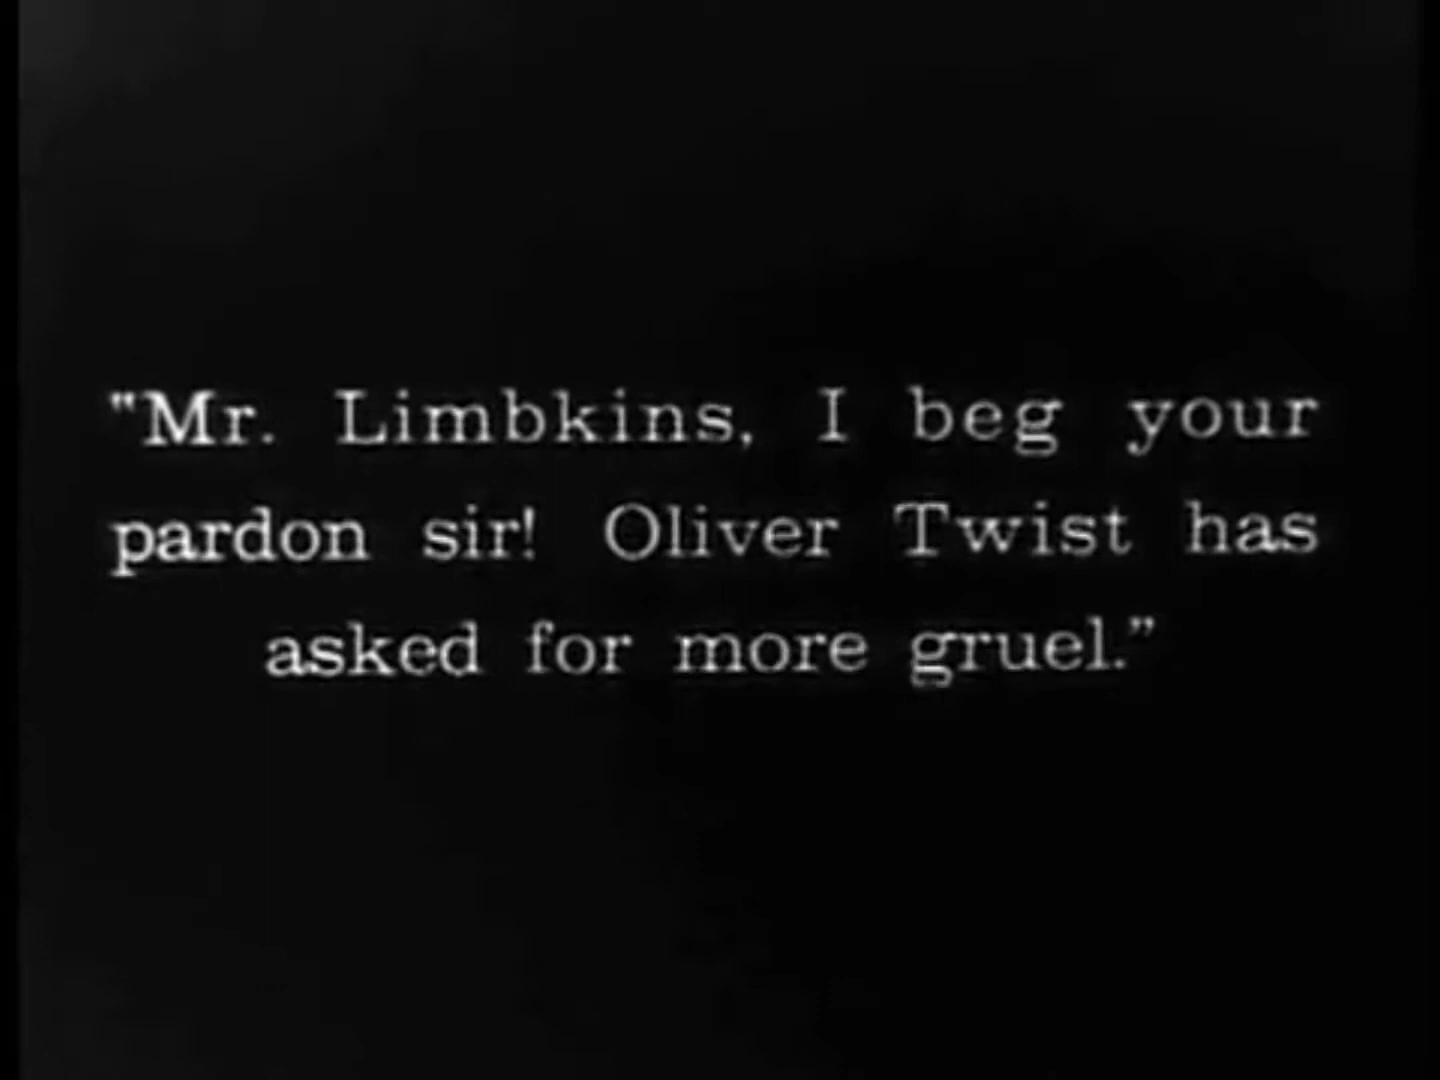 "Mr. Limbkins, I beg your
pardon sir! Oliver Twist has
asked for more gruel.”